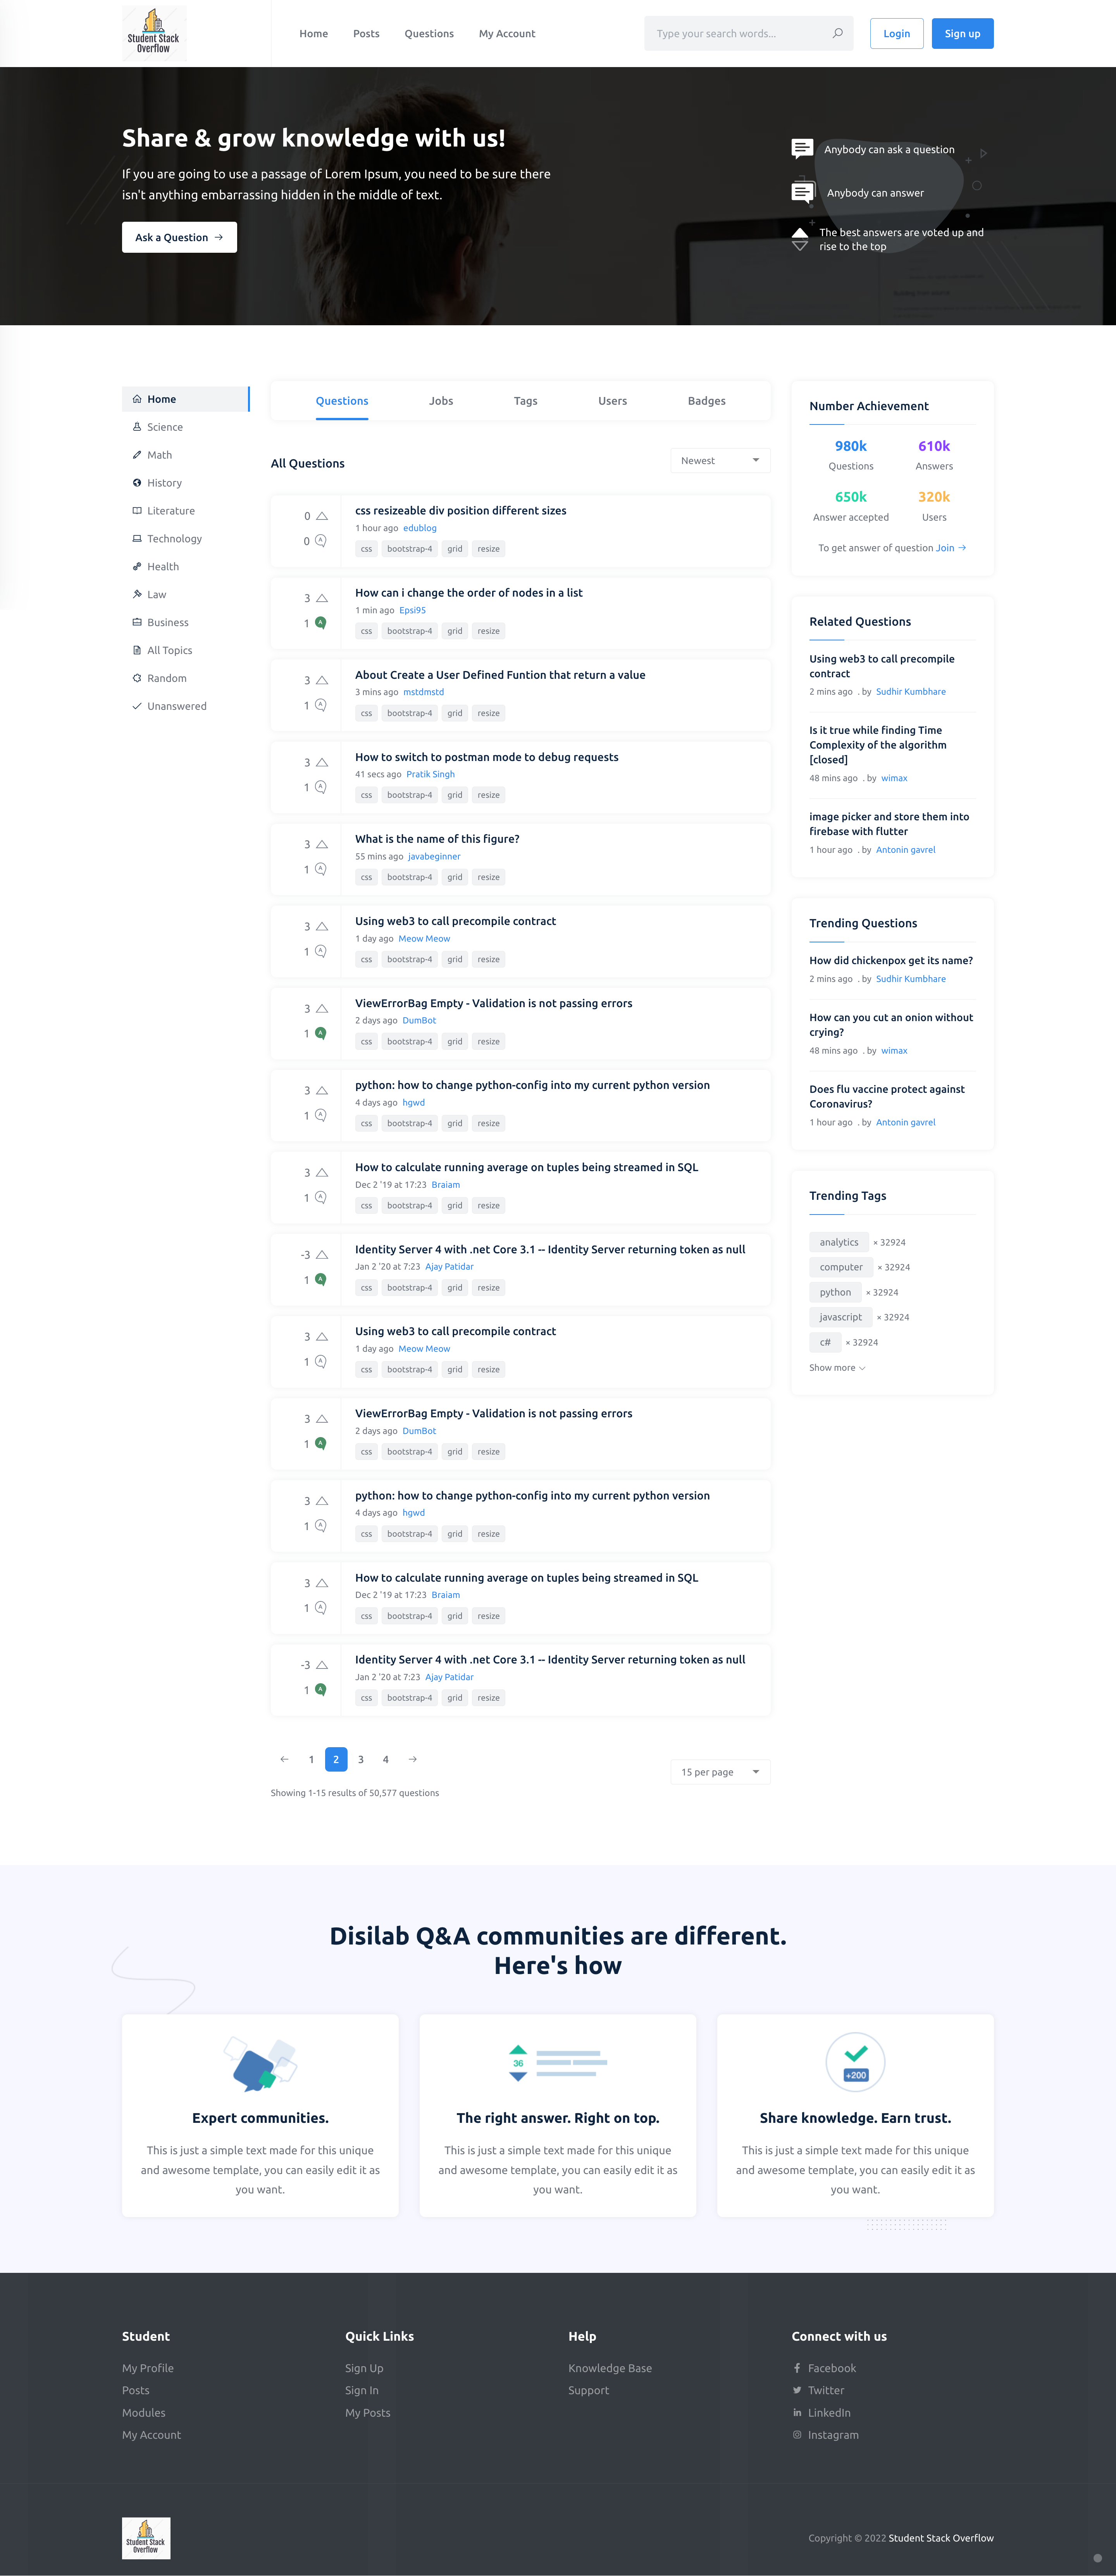 Student Stack
Overflow
Home
Posts
Questions
My Account
Type your search words...
Login
Sign up
Share & grow knowledge with us!
If you are going to use a passage of Lorem Ipsum, you need to be sure there
isn't anything embarrassing hidden in the middle of text.
Ask a Question
Anybody can ask a question
Anybody can answer
The best answers are voted up and
rise to the top
Home
Science
Math
History
Literature
Technology
Health
Law
Business
All Topics
Random
Unanswered
Questions
Jobs
Tags
Users
Badges
All Questions
Newest
0
css resizeable div position different sizes
1 hour ago edublog
0 A
css bootstrap-4 grid resize
3
How can i change the order of nodes in a list
1 min ago Epsi95
1 A
css bootstrap-4 grid resize
3
About Create a User Defined Funtion that return a value
3 mins ago mstdmstd
1 A
css bootstrap-4 grid resize
3
How to switch to postman mode to debug requests
41 secs ago Pratik Singh
1 A
css bootstrap-4 grid resize
3
What is the name of this figure?
55 mins ago javabeginner
1 A
css bootstrap-4 grid resize
3
Using web3 to call precompile contract
1 day ago Meow Meow
1 A
css bootstrap-4 grid resize
3
ViewErrorBag Empty - Validation is not passing errors
2 days ago DumBot
1 A
css bootstrap-4 grid resize
3
python: how to change python-config into my current python version
4 days ago hgwd
1 A
css bootstrap-4 grid resize
3
How to calculate running average on tuples being streamed in SQL
Dec 2 '19 at 17:23 Braiam
1 A
css bootstrap-4 grid resize
-3
Identity Server 4 with .net Core 3.1 -- Identity Server returning token as null
Jan 2 '20 at 7:23 Ajay Patidar
1 A
css bootstrap-4 grid resize
3
Using web3 to call precompile contract
1 day ago Meow Meow
1 A
css bootstrap-4 grid resize
3
ViewErrorBag Empty - Validation is not passing errors
2 days ago DumBot
1 A
css bootstrap-4 grid resize
3
python: how to change python-config into my current python version
4 days ago hgwd
1 A
css bootstrap-4 grid resize
3
How to calculate running average on tuples being streamed in SQL
Dec 2 '19 at 17:23 Braiam
1 A
css bootstrap-4 grid resize
-3
Identity Server 4 with .net Core 3.1 -- Identity Server returning token as null
Jan 2 '20 at 7:23 Ajay Patidar
1 A
css bootstrap-4 grid resize
1 2 3 4
Showing 1-15 results of 50,577 questions
15 per page
Number Achievement
980k
Questions
610k
Answers
650k
Answer accepted
320k
Users
To get answer of question Join
Related Questions
Using web3 to call precompile
contract
2 mins ago . by Sudhir Kumbhare
Is it true while finding Time
Complexity of the algorithm
[closed]
48 mins ago . by wimax
image picker and store them into
firebase with flutter
1 hour ago . by Antonin gavrel
Trending Questions
How did chickenpox get its name?
2 mins ago . by Sudhir Kumbhare
How can you cut an onion without
crying?
48 mins ago . by wimax
Does flu vaccine protect against
Coronavirus?
1 hour ago . by Antonin gavrel
Trending Tags
analytics × 32924
computer × 32924
python × 32924
javascript × 32924
c# × 32924
Show more
Disilab Q&A communities are different.
Here's how
Expert communities.
This is just a simple text made for this unique
and awesome template, you can easily edit it as
you want.
36
The right answer. Right on top.
This is just a simple text made for this unique
and awesome template, you can easily edit it as
you want.
+200
Share knowledge. Earn trust.
This is just a simple text made for this unique
and awesome template, you can easily edit it as
you want.
Student
My Profile
Posts
Modules
My Account
Quick Links
Sign Up
Sign In
My Posts
Help
Knowledge Base
Support
Connect with us
Facebook
Twitter
LinkedIn
Instagram
Student Stack
Overflow
Copyright © 2022 Student Stack Overflow